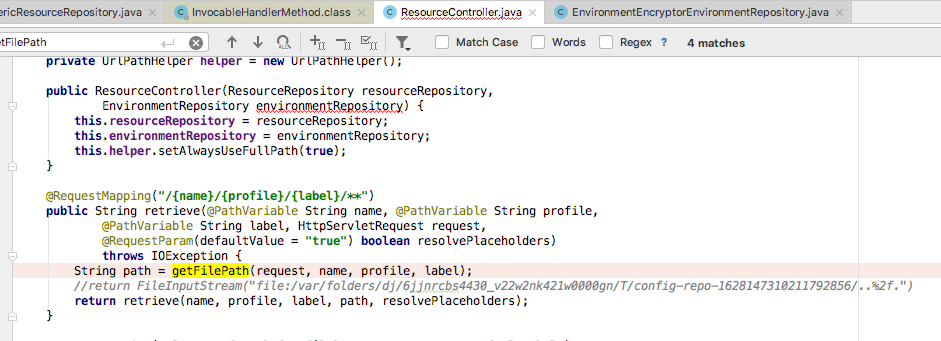 ericResourceRepository.java × InvocableHandlerMethod.class × ResourceController.java × EnvironmentEncryptorEnvironmentRepository.java ×
tFilePath Match Case Words Regex ? 4 matches
private UrlPathHelper helper = new UrlPathHelper();
public ResourceController(ResourceRepository resourceRepository,
EnvironmentRepository environmentRepository) {
this.resourceRepository = resourceRepository;
this.environmentRepository = environmentRepository;
this.helper.setAlwaysUseFullPath(true);
}
@RequestMapping("/{name}/{profile}/{label}/**")
public String retrieve(@PathVariable String name, @PathVariable String profile,
@PathVariable String label, HttpServletRequest request,
@RequestParam(defaultValue = "true") boolean resolvePlaceholders)
throws IOException {
String path = getFilePath(request, name, profile, label);
//return FileInputStream("file:/var/folders/dj/6jjnrcbs4430_v22w2nk421w0000gn/T/config-repo-1628147310211792856/..%2f.")
return retrieve(name, profile, label, path, resolvePlaceholders);
}